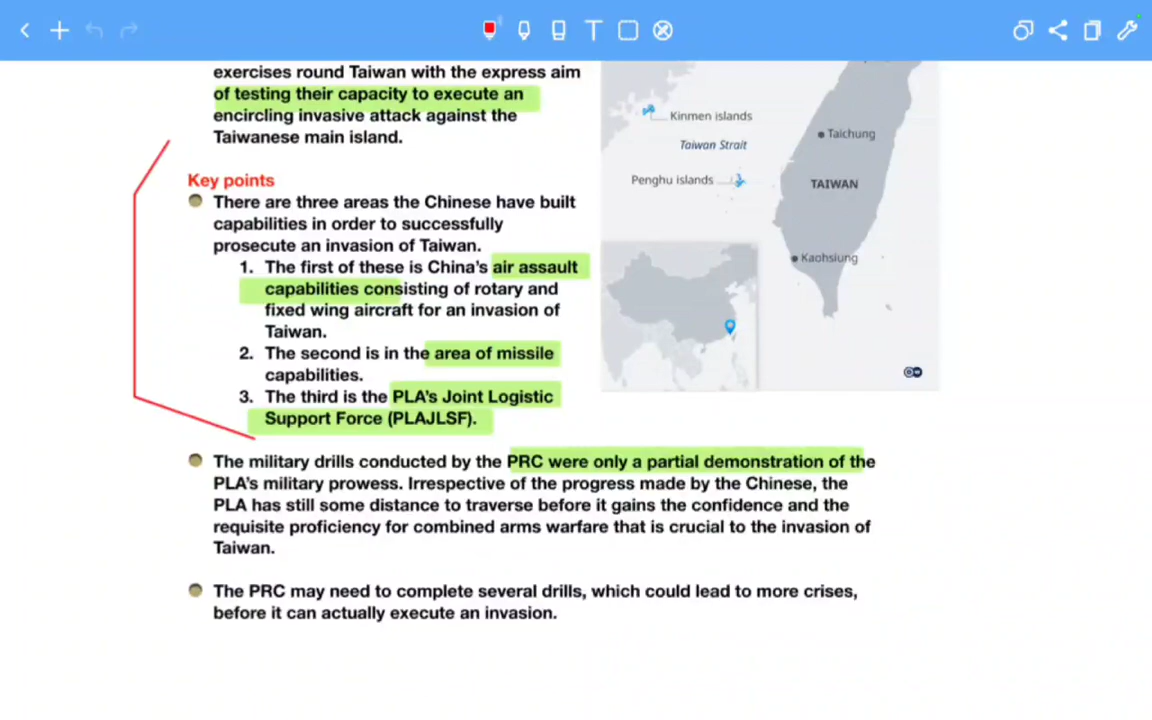 exercises round Taiwan with the express aim
of testing their capacity to execute an
encircling invasive attack against the
Taiwanese main island.
Key points
There are three areas the Chinese have built
capabilities in order to successfully
prosecute an invasion of Taiwan.
1. The first of these is China's air assault
capabilities consisting of rotary and
fixed wing aircraft for an invasion of
Taiwan.
2. The second is in the area of missile
capabilities.
3. The third is the PLA's Joint Logistic
Support Force (PLAJLSF).
The military drills conducted by the PRC were only a partial demonstration of the
PLA's military prowess. Irrespective of the progress made by the Chinese, the
PLA has still some distance to traverse before it gains the confidence and the
requisite proficiency for combined arms warfare that is crucial to the invasion of
Taiwan.
The PRC may need to complete several drills, which could lead to more crises,
before it can actually execute an invasion.
Kinmen islands
Taichung
Taiwan Strait
Penghu islands
TAIWAN
Kaohsiung
DW